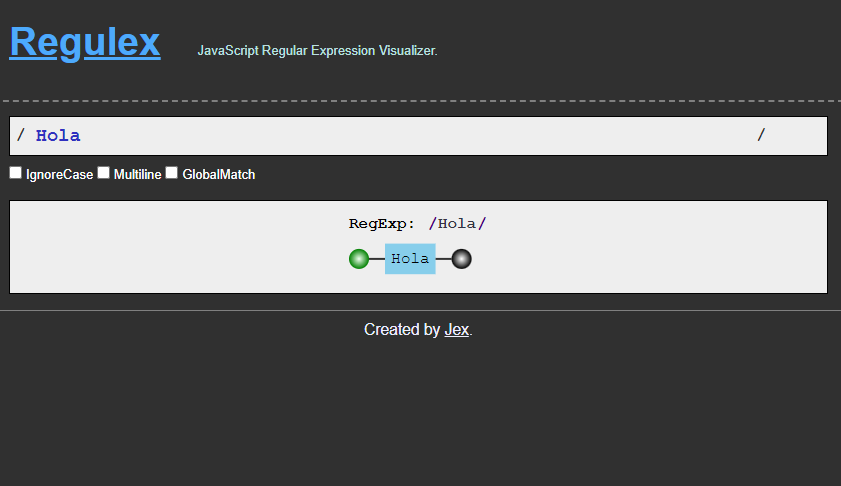 Regulex JavaScript Regular Expression Visualizer.
/ Hola /
IgnoreCase Multiline GlobalMatch
RegExp: /Hola/
Hola
Created by Jex.